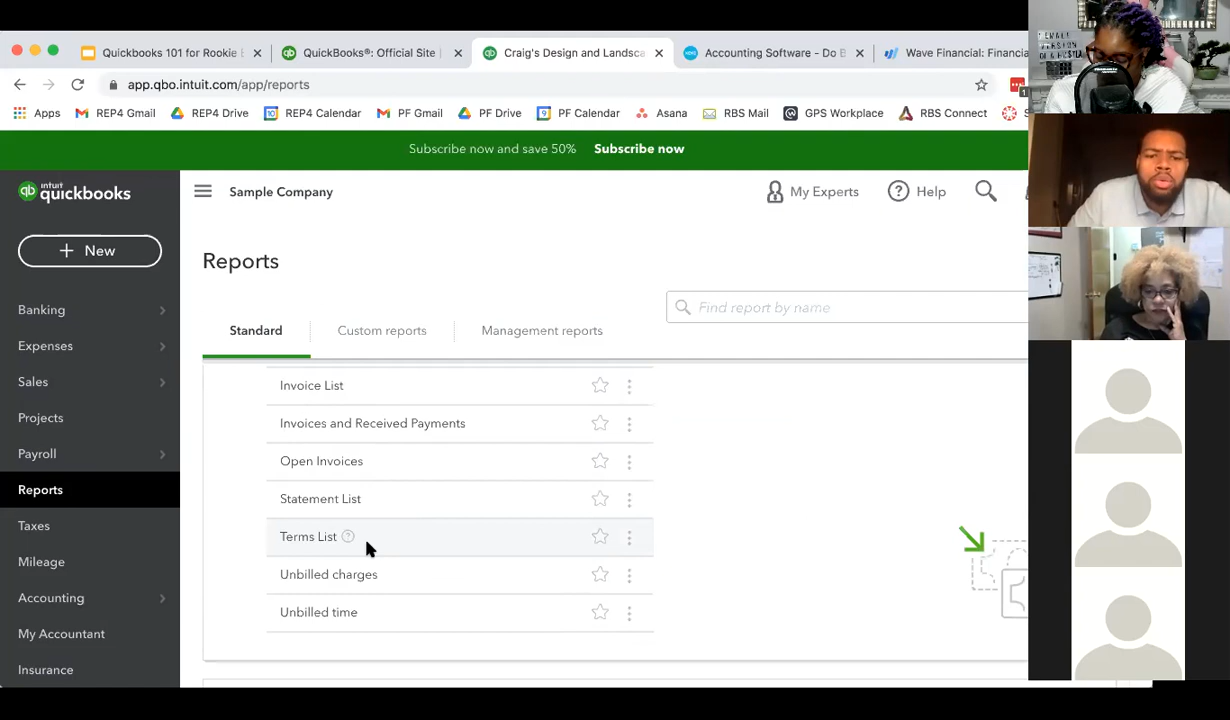 Quickbooks 101 for Rookie
QuickBooks®: Official Site
Craig's Design and Landsca
Accounting Software - Do B
Wave Financial: Financia
app.qbo.intuit.com/app/reports
1
Apps
REP4 Gmail
REP4 Drive
REP4 Calendar
PF Gmail
PF Drive
PF Calendar
Asana
RBS Mail
GPS Workplace
RBS Connect
Subscribe now and save 50% Subscribe now
intuit
quickbooks
Sample Company
My Experts
Help
+ New
Reports
Find report by name
Standard
Custom reports
Management reports
Banking
Expenses
Sales
Projects
Payroll
Reports
Taxes
Mileage
Accounting
My Accountant
Insurance
Invoice List
Invoices and Received Payments
Open Invoices
Statement List
Terms List
Unbilled charges
Unbilled time